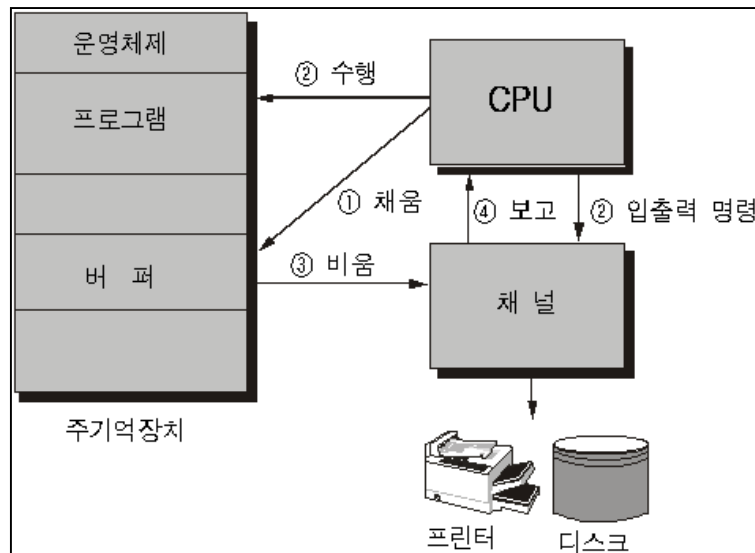 운영체제
② 수행
CPU
프로그램
① 채움
④ 보고
② 입출력 명령
버 퍼
③ 비움
채 널
주기억장치
프린터
디스크